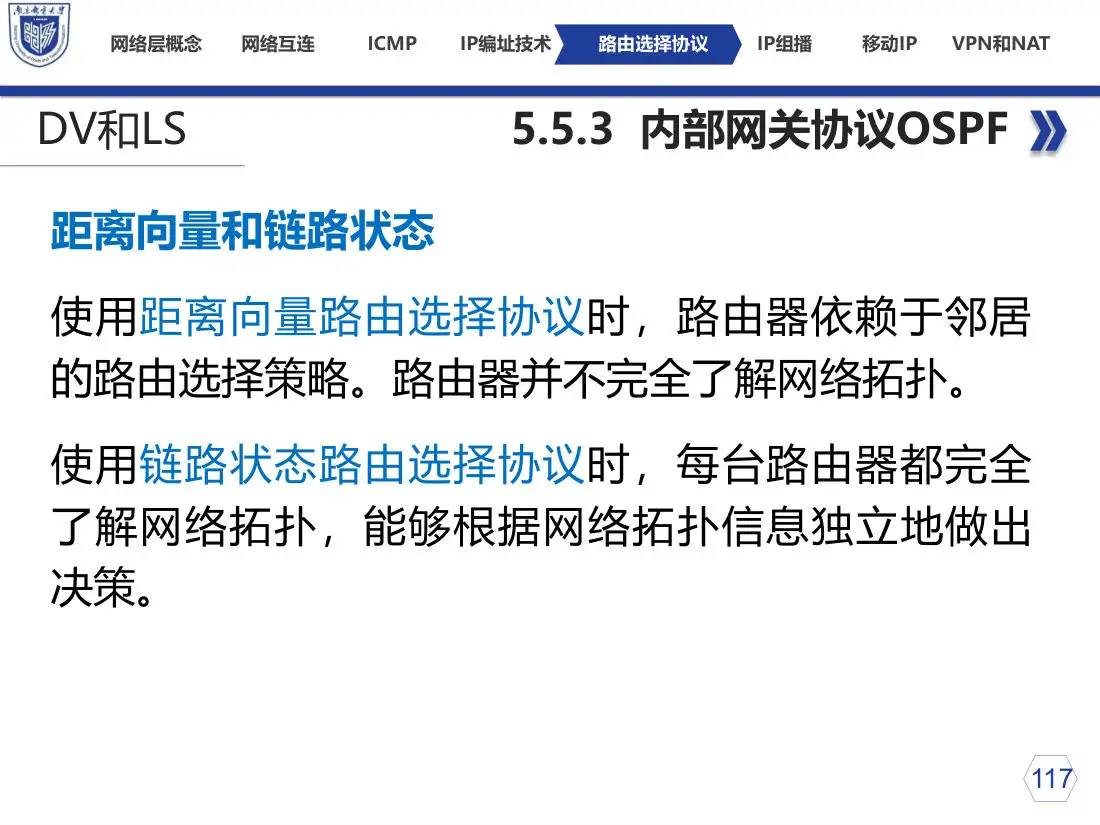 网络层概念 网络互连 ICMP IP编址技术 路由选择协议 IP组播 移动IP VPN和NAT
DV和LS 5.5.3 内部网关协议OSPF
距离向量和链路状态
使用距离向量路由选择协议时，路由器依赖于邻居
的路由选择策略。路由器并不完全了解网络拓扑。
使用链路状态路由选择协议时，每台路由器都完全
了解网络拓扑，能够根据网络拓扑信息独立地做出
决策。
117